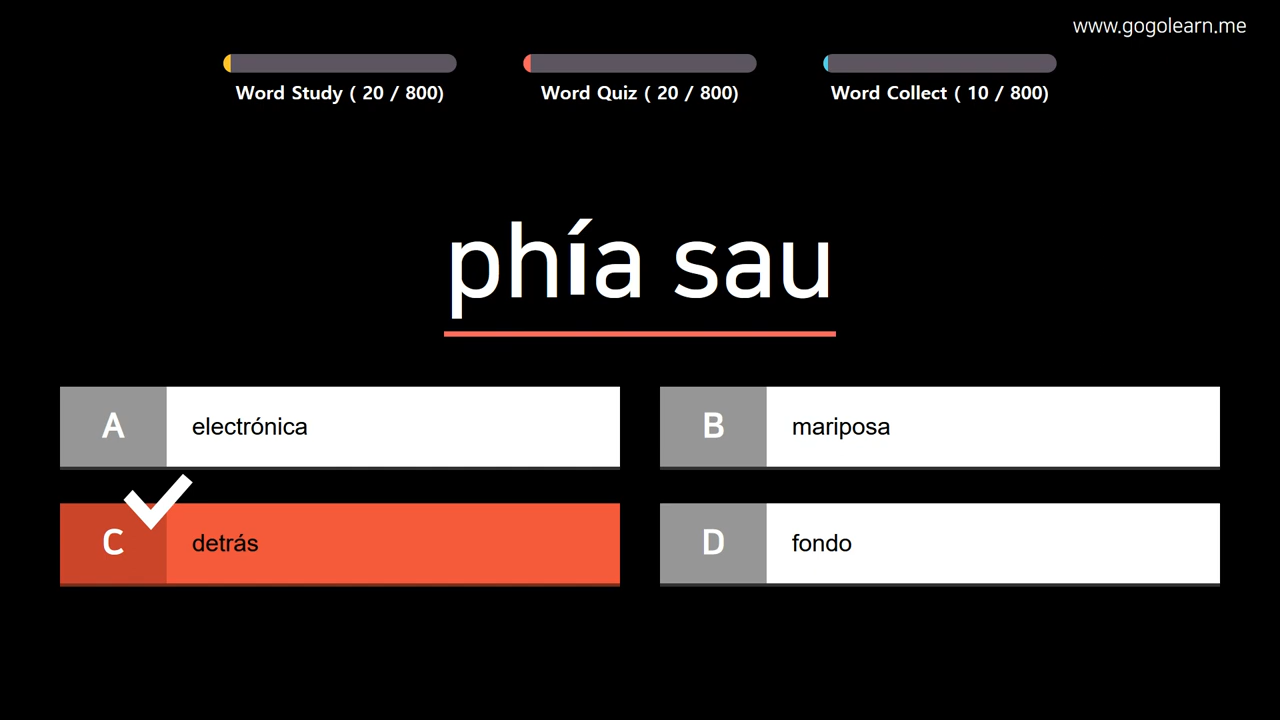 www.gogolearn.me
Word Study ( 20 / 800)
Word Quiz ( 20 / 800)
Word Collect ( 10 / 800)
phía sau
A electrónica
B mariposa
C detrás
D fondo